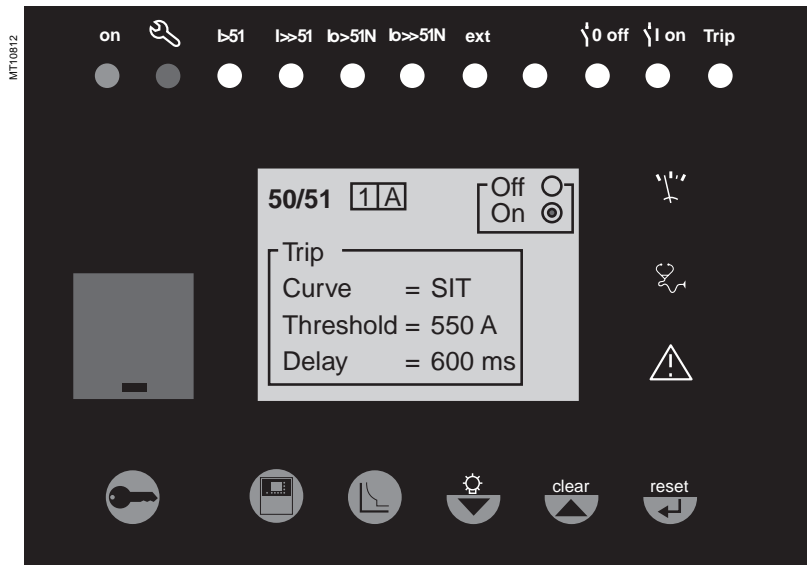 MT10812
on I>51 I>>51 Io>51N Io>>51N ext 0 off I on Trip
50/51 1 A
Off
On
Trip
Curve = SIT
Threshold = 550 A
Delay = 600 ms
clear reset